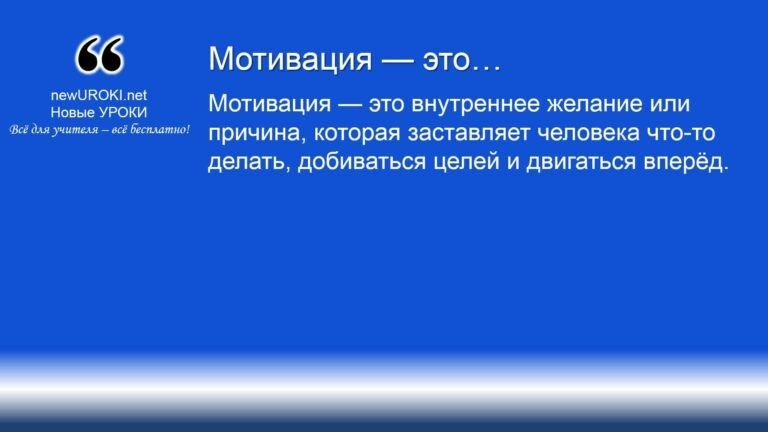 newUROKI.net
Новые УРОКИ
Всё для учителя – всё бесплатно!
Мотивация — это…
Мотивация — это внутреннее желание или
причина, которая заставляет человека что-то
делать, добиваться целей и двигаться вперёд.